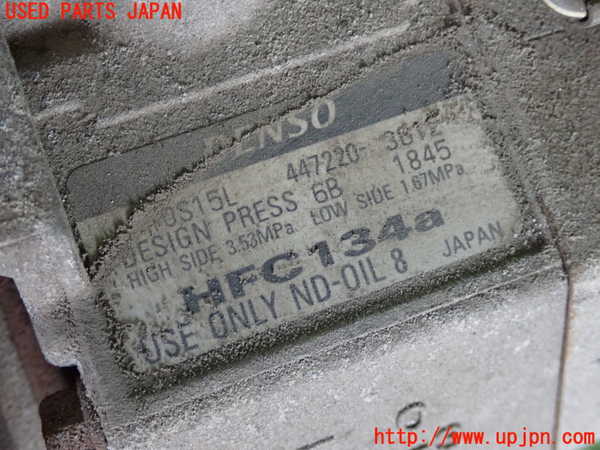 USED PARTS JAPAN
DENSO
10S15L 447220-3812
DESIGN PRESS 6B 1845
HIGH SIDE 3.53MPa LOW SIDE 1.67MPa
HFC134a
USE ONLY ND-OIL 8 JAPAN
http://www.upjpn.com/